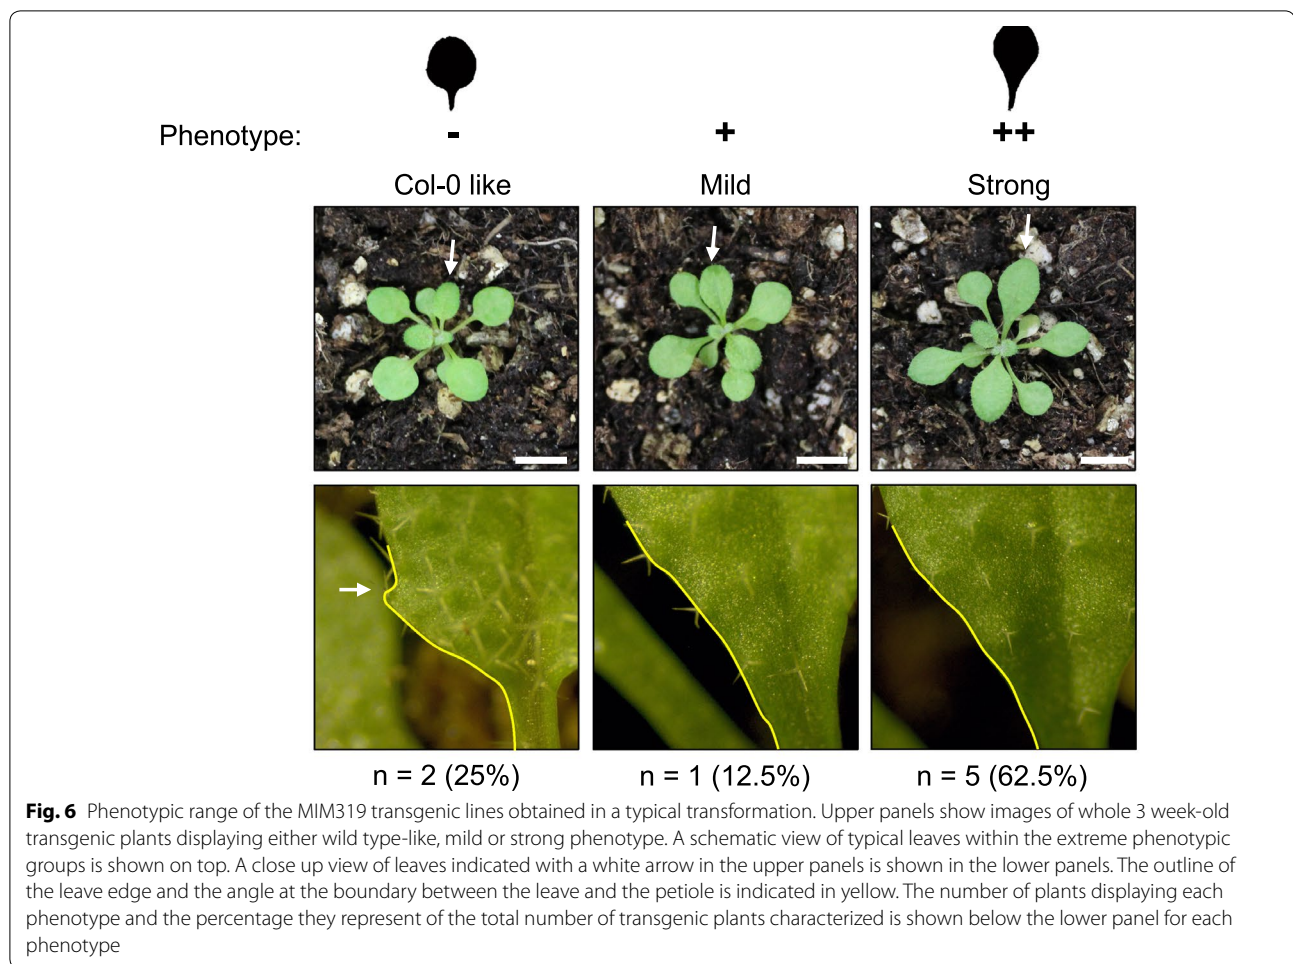 Phenotype: - + ++
Col-0 like Mild Strong
n = 2 (25%) n = 1 (12.5%) n = 5 (62.5%)
Fig. 6 Phenotypic range of the MIM319 transgenic lines obtained in a typical transformation. Upper panels show images of whole 3 week-old
transgenic plants displaying either wild type-like, mild or strong phenotype. A schematic view of typical leaves within the extreme phenotypic
groups is shown on top. A close up view of leaves indicated with a white arrow in the upper panels is shown in the lower panels. The outline of
the leave edge and the angle at the boundary between the leave and the petiole is indicated in yellow. The number of plants displaying each
phenotype and the percentage they represent of the total number of transgenic plants characterized is shown below the lower panel for each
phenotype